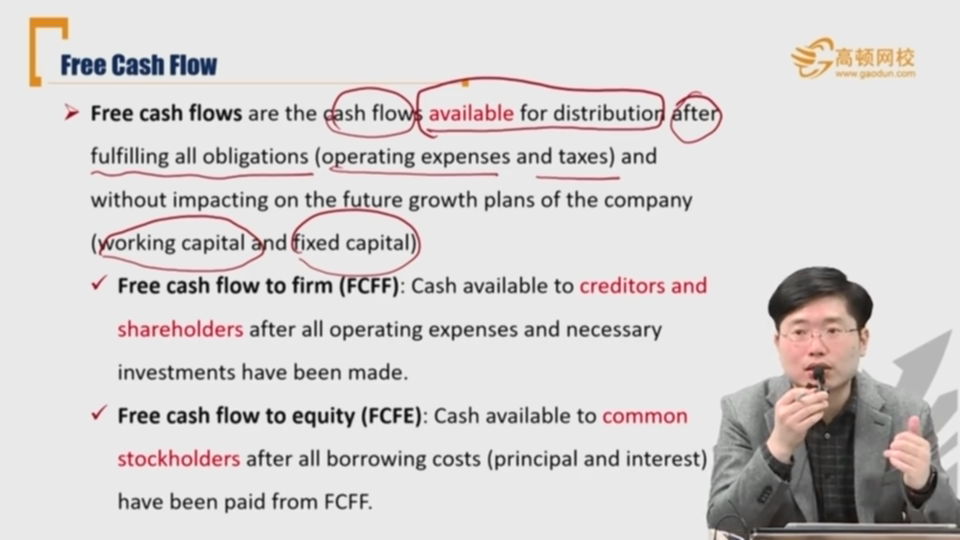 Free Cash Flow
高顿网校
www.gaodun.com
Free cash flows are the cash flows available for distribution after
fulfilling all obligations (operating expenses and taxes) and
without impacting on the future growth plans of the company
(working capital and fixed capital)
Free cash flow to firm (FCFF): Cash available to creditors and
shareholders after all operating expenses and necessary
investments have been made.
Free cash flow to equity (FCFE): Cash available to common
stockholders after all borrowing costs (principal and interest)
have been paid from FCFF.